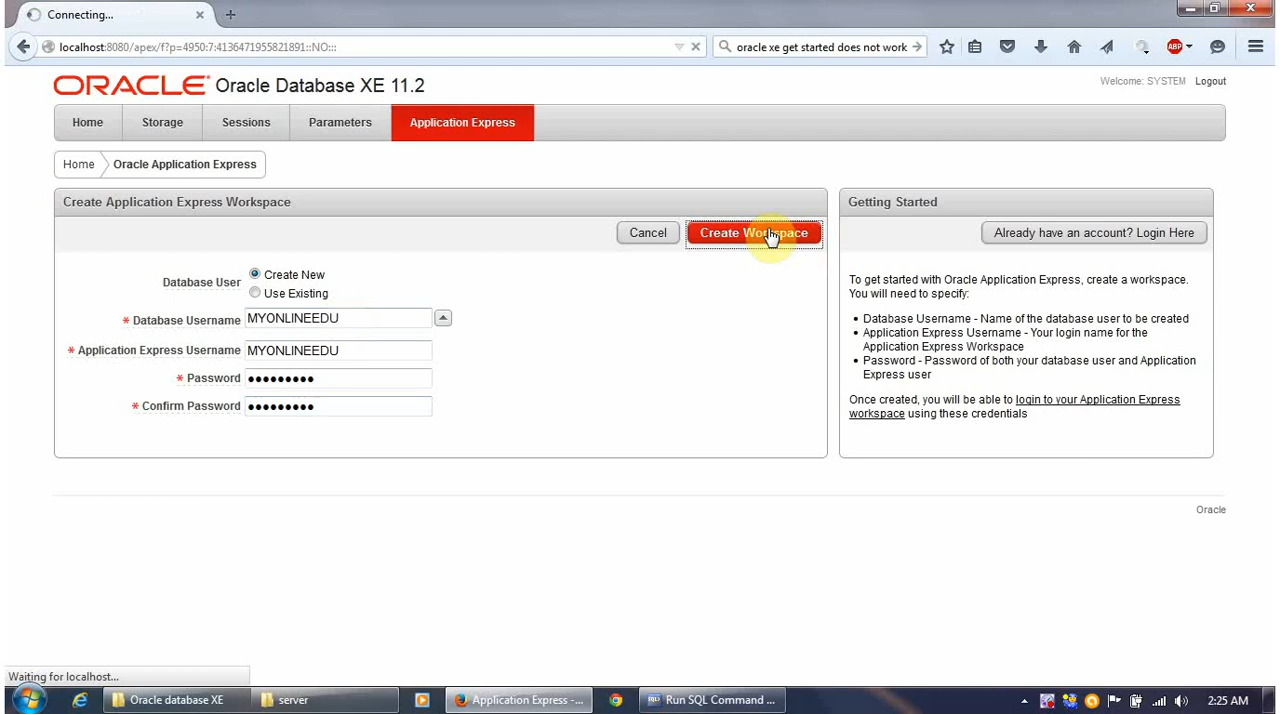 Connecting...
localhost:8080/apex/f?p=4950:7:4136471955821891::NO:::
oracle xe get started does not work
ABP
ORACLE Oracle Database XE 11.2
Welcome: SYSTEM Logout
Home Storage Sessions Parameters Application Express
Home Oracle Application Express
Create Application Express Workspace
Cancel Create Workspace
Database User Create New
Use Existing
* Database Username MYONLINEEDU
* Application Express Username MYONLINEEDU
* Password •••••••••
* Confirm Password •••••••••
Getting Started
Already have an account? Login Here
To get started with Oracle Application Express, create a workspace.
You will need to specify:
• Database Username - Name of the database user to be created
• Application Express Username - Your login name for the
Application Express Workspace
• Password - Password of both your database user and Application
Express user
Once created, you will be able to login to your Application Express
workspace using these credentials
Oracle
Waiting for localhost...
Oracle database XE server Application Express -... Run SQL Command ... 2:25 AM